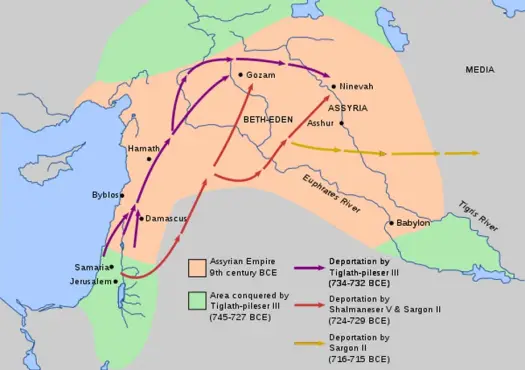 Gozam
MEDIA
Ninevah
ASSYRIA
BETH-EDEN
Asshur
Hamath
Euphrates River
Byblos
Tigris River
Damascus
Babylon
Samaria
Jerusalem
Assyrian Empire
9th century BCE
Area conquered by
Tiglath-pileser III
(745-727 BCE)
Deportation by
Tiglath-pileser III
(734-732 BCE)
Deportation by
Shalmaneser V & Sargon II
(724-729 BCE)
Deportation by
Sargon II
(716-715 BCE)